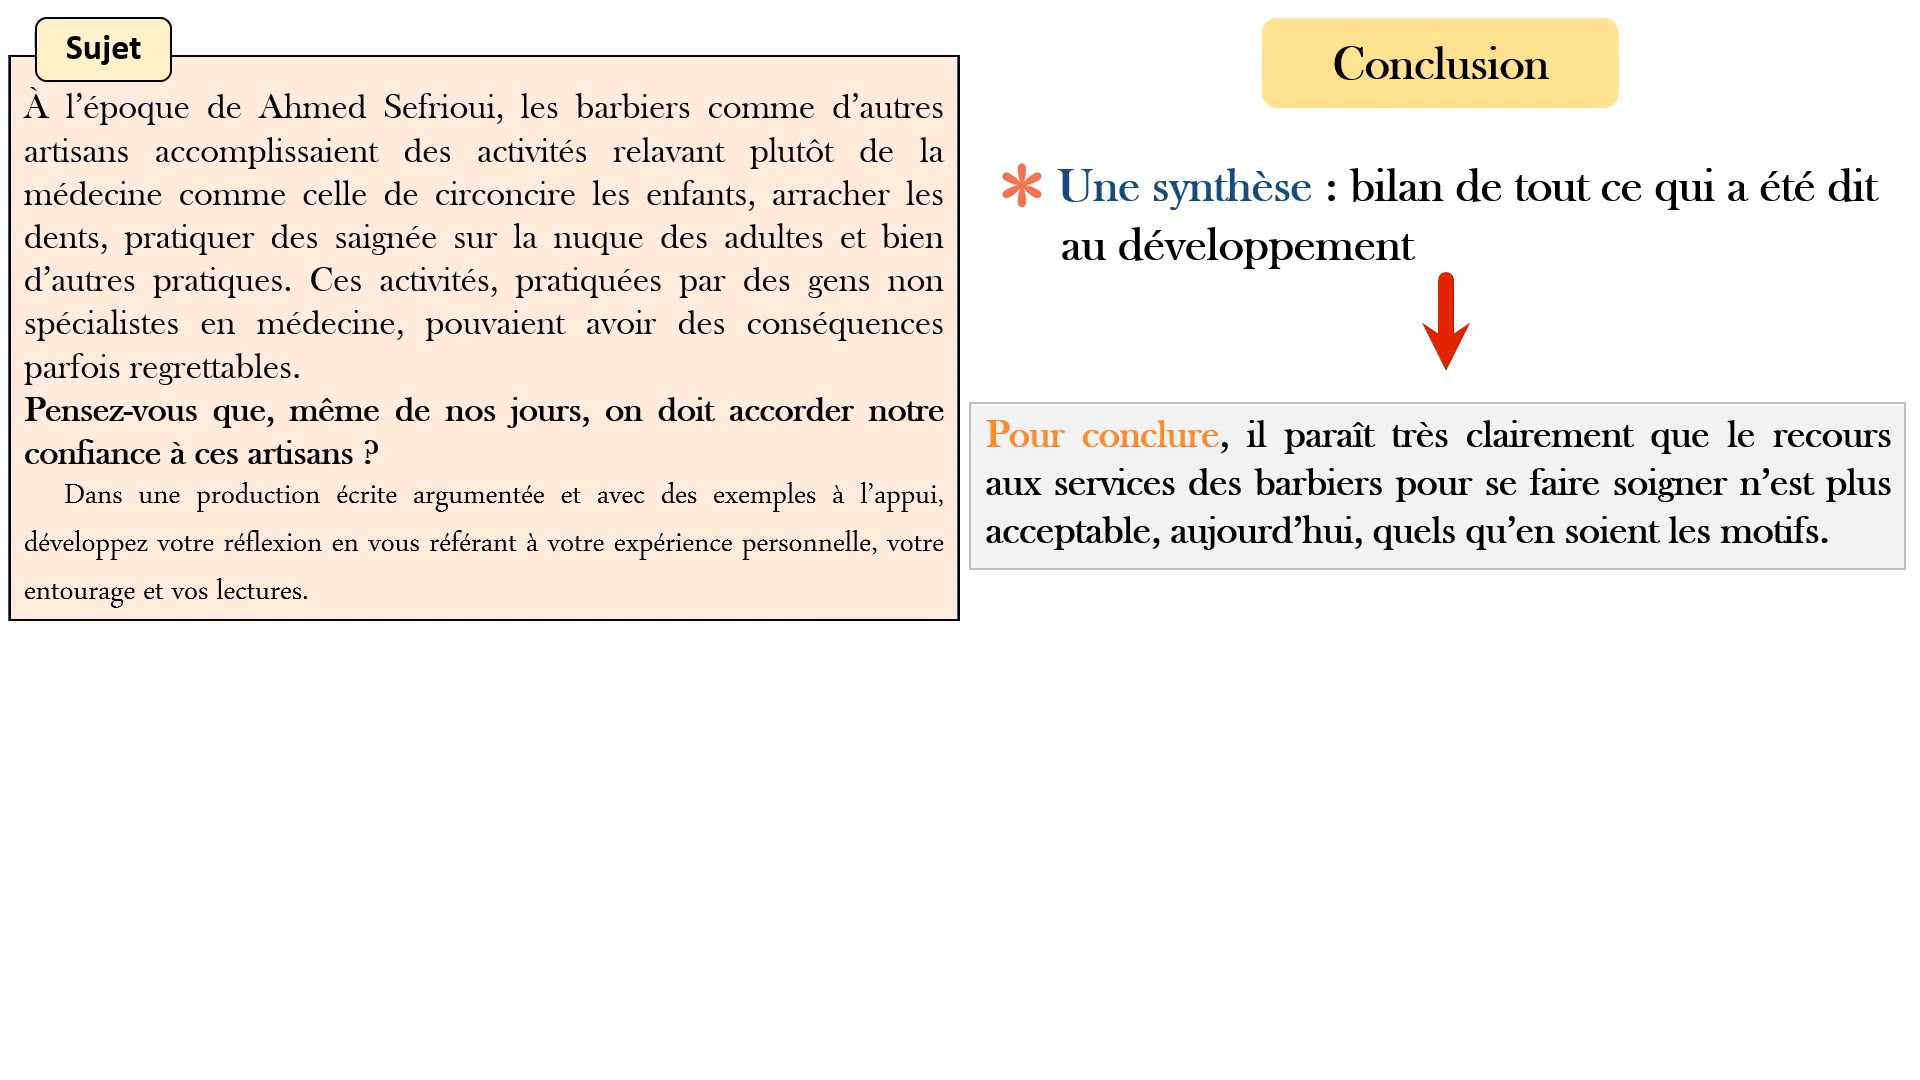 Sujet
À l’époque de Ahmed Sefrioui, les barbiers comme d’autres
artisans accomplissaient des activités relavant plutôt de la
médecine comme celle de circoncire les enfants, arracher les
dents, pratiquer des saignée sur la nuque des adultes et bien
d’autres pratiques. Ces activités, pratiquées par des gens non
spécialistes en médecine, pouvaient avoir des conséquences
parfois regrettables.
Pensez-vous que, même de nos jours, on doit accorder notre
confiance à ces artisans ?
Dans une production écrite argumentée et avec des exemples à l’appui,
développez votre réflexion en vous référant à votre expérience personnelle, votre
entourage et vos lectures.
Conclusion
Une synthèse : bilan de tout ce qui a été dit
au développement
Pour conclure, il paraît très clairement que le recours
aux services des barbiers pour se faire soigner n’est plus
acceptable, aujourd’hui, quels qu’en soient les motifs.